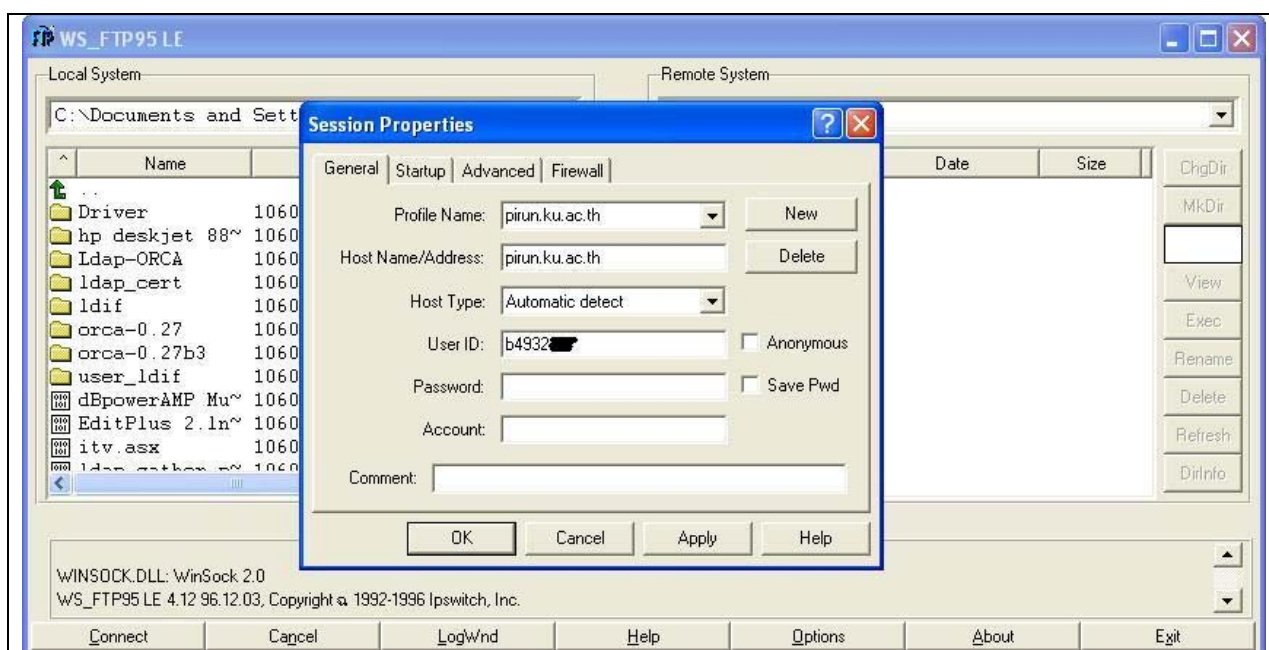 WS_FTP95 LE
Local System
Remote System
C:\Documents and Sett
Session Properties
^ Name
Date
Size
ChgDir
General Startup Advanced Firewall
..
Driver 1060
MkDir
Profile Name: pirun.ku.ac.th New
hp deskjet 88~ 1060
Ldap-ORCA 1060
Host Name/Address: pirun.ku.ac.th Delete
ldap_cert 1060
View
ldif 1060
Host Type: Automatic detect
orca-0.27 1060
Exec
User ID: b4932 Anonymous
orca-0.27b3 1060
Rename
user_ldif 1060
Password: Save Pwd
dBpowerAMP Mu~ 1060
Delete
EditPlus 2.1n~ 1060
Account:
itv.asx 1060
Refresh
Comment:
DirInfo
OK Cancel Apply Help
WINSOCK.DLL: WinSock 2.0
WS_FTP95 LE 4.12 96.12.03, Copyright 1992-1996 Ipswitch, Inc.
Connect Cancel LogWnd Help Options About Exit